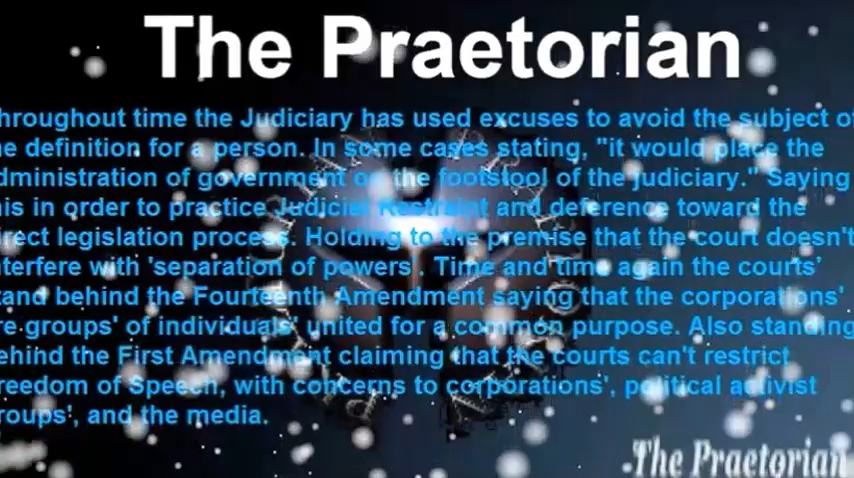 The Praetorian
hroughout time the Judiciary has used excuses to avoid the subject of
e definition for a person. In some cases stating, "it would place the
dministration of government on the footstool of the judiciary." Saying
his in order to practice Judicial Restraint and deference toward the
irect legislation process. Holding to the premise that the court doesn't
nterfere with 'separation of powers'. Time and time again the courts'
tand behind the Fourteenth Amendment saying that the corporations'
re groups' of individuals' united for a common purpose. Also standing
ehind the First Amendment claiming that the courts can't restrict
reedom of Speech, with concerns to corporations', political activist
roups', and the media.
The Praetorian